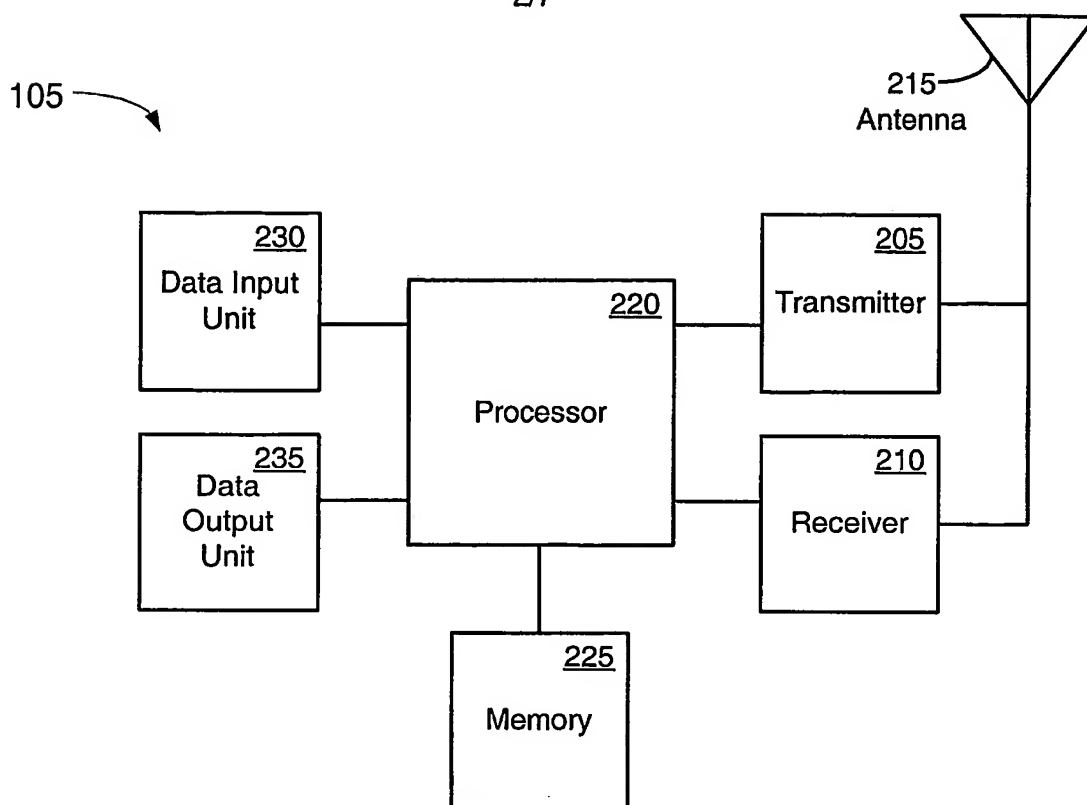 105
215
Antenna
230
Data Input
Unit
220
Processor
205
Transmitter
235
Data
Output
Unit
210
Receiver
225
Memory